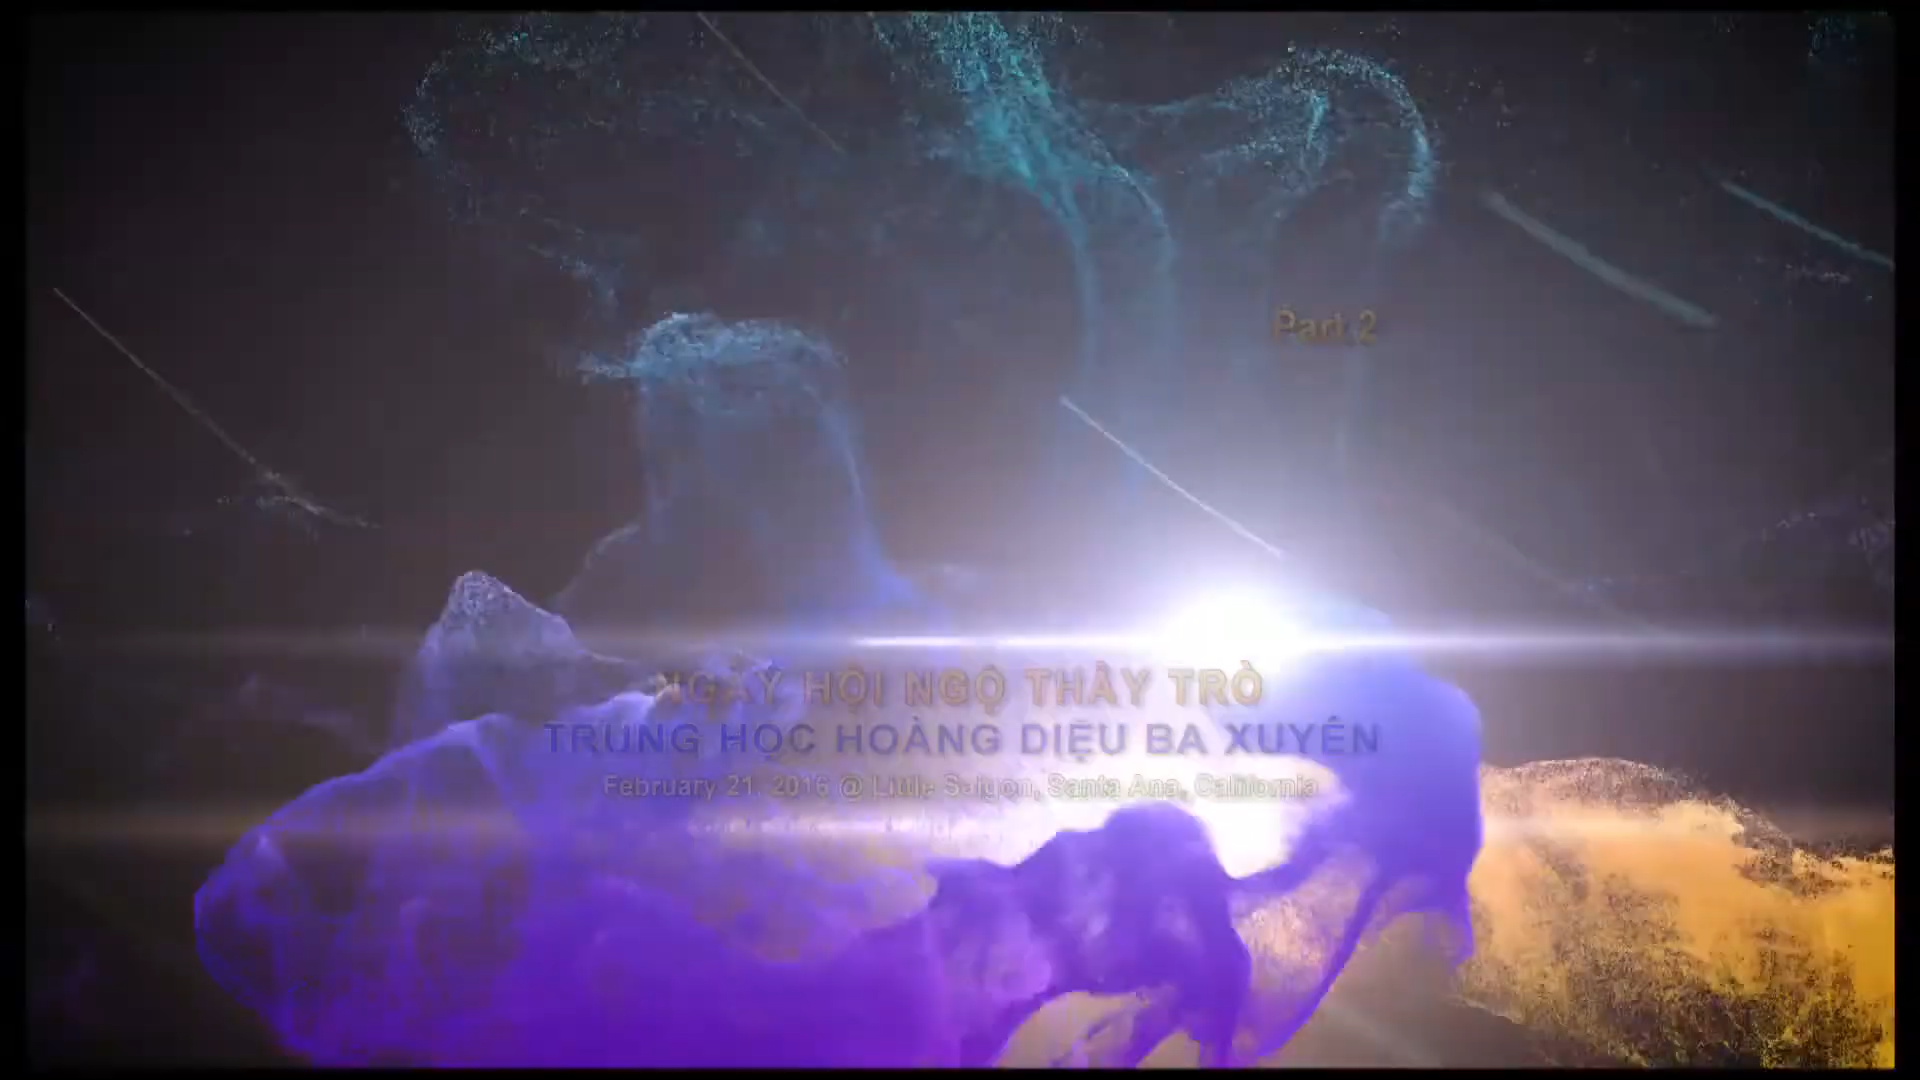 Part 2
NGÀY HỘI NGỘ THẦY TRÒ
TRUNG HỌC HOÀNG DIỆU BA XUYÊN
February 21, 2016 @ Little Saigon, Santa Ana, California